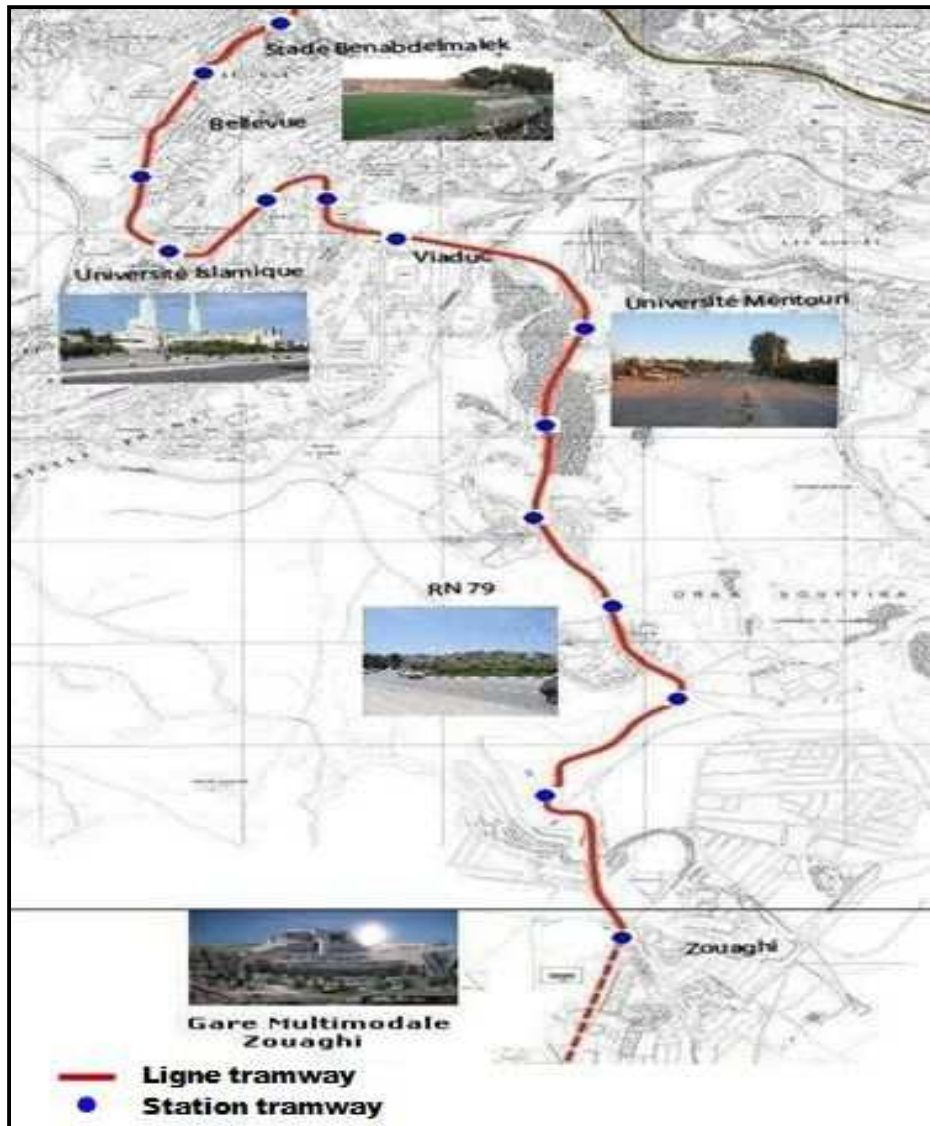 Stade Benabdelmalek
Bellevue
Viaduc
Université Islamique
Université Mentouri
RN 79
Zouaghi
Gare Multimodale
Zouaghi
Ligne tramway
Station tramway